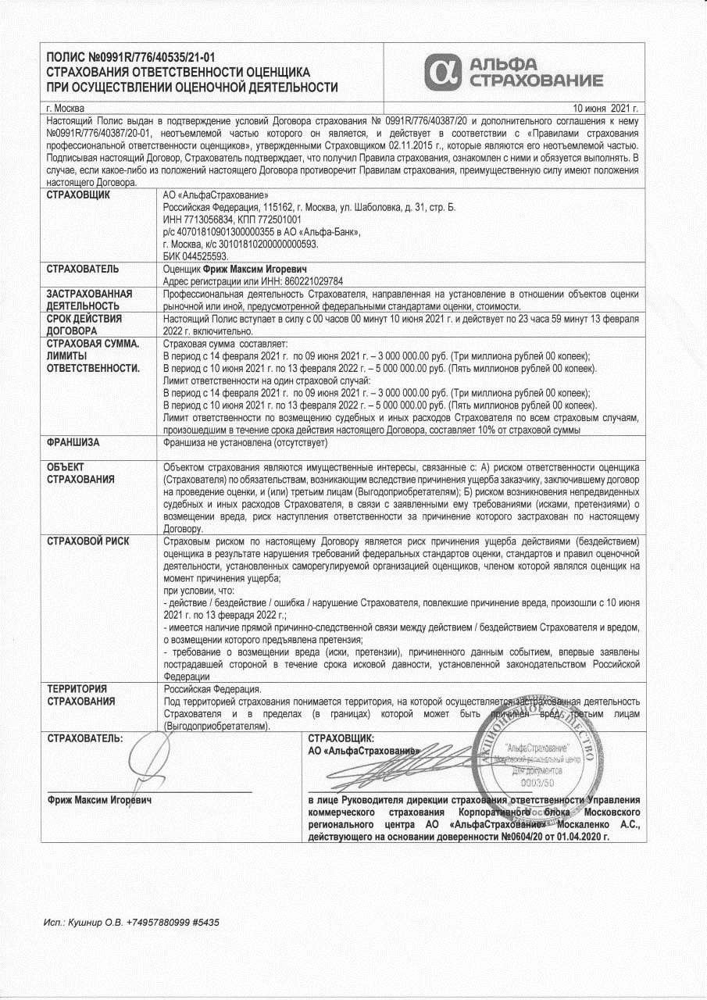 ПОЛИС №0991R/776/40535/21-01
СТРАХОВАНИЯ ОТВЕТСТВЕННОСТИ ОЦЕНЩИКА
ПРИ ОСУЩЕСТВЛЕНИИ ОЦЕНОЧНОЙ ДЕЯТЕЛЬНОСТИ
α АЛЬФА
СТРАХОВАНИЕ
г. Москва
10 июня 2021 г.
Настоящий Полис выдан в подтверждение условий Договора страхования № 0991R/776/40387/20 и дополнительного соглашения к нему
№0991R/776/40387/20-01, неотъемлемой частью которого он является, и действует в соответствии с «Правилами страхования
профессиональной ответственности оценщиков», утвержденными Страховщиком 02.11.2015 г., которые являются его неотъемлемой частью.
Подписывая настоящий Договор, Страхователь подтверждает, что получил Правила страхования, ознакомлен с ними и обязуется выполнять. В
случае, если какое-либо из положений настоящего Договора противоречит Правилам страхования, преимущественную силу имеют положения
настоящего Договора.
СТРАХОВЩИК
АО «АльфаСтрахование»
Российская Федерация, 115162, г. Москва, ул. Шаболовка, д. 31, стр. Б.
ИНН 7713056834, КПП 772501001
р/с 40701810901300000355 в АО «Альфа-Банк»,
г. Москва, к/с 30101810200000000593.
БИК 044525593.
СТРАХОВАТЕЛЬ
Оценщик Фриж Максим Игоревич
Адрес регистрации или ИНН: 860221029784
ЗАСТРАХОВАННАЯ
ДЕЯТЕЛЬНОСТЬ
Профессиональная деятельность Страхователя, направленная на установление в отношении объектов оценки
рыночной или иной, предусмотренной федеральными стандартами оценки, стоимости.
СРОК ДЕЙСТВИЯ
ДОГОВОРА
Настоящий Полис вступает в силу с 00 часов 00 минут 10 июня 2021 г. и действует по 23 часа 59 минут 13 февраля
2022 г. включительно.
СТРАХОВАЯ СУММА.
ЛИМИТЫ
ОТВЕТСТВЕННОСТИ.
Страховая сумма составляет:
В период с 14 февраля 2021 г. по 09 июня 2021 г. – 3 000 000.00 руб. (Три миллиона рублей 00 копеек);
В период с 10 июня 2021 г. по 13 февраля 2022 г. – 5 000 000.00 руб. (Пять миллионов рублей 00 копеек).
Лимит ответственности на один страховой случай:
В период с 14 февраля 2021 г. по 09 июня 2021 г. – 3 000 000.00 руб. (Три миллиона рублей 00 копеек);
В период с 10 июня 2021 г. по 13 февраля 2022 г. – 5 000 000.00 руб. (Пять миллионов рублей 00 копеек).
Лимит ответственности по возмещению судебных и иных расходов Страхователя по всем страховым случаям,
произошедшим в течение срока действия настоящего Договора, составляет 10% от страховой суммы
ФРАНШИЗА
Франшиза не установлена (отсутствует)
ОБЪЕКТ
СТРАХОВАНИЯ
Объектом страхования являются имущественные интересы, связанные с: А) риском ответственности оценщика
(Страхователя) по обязательствам, возникающим вследствие причинения ущерба заказчику, заключившему договор
на проведение оценки, и (или) третьим лицам (Выгодоприобретателям); Б) риском возникновения непредвиденных
судебных и иных расходов Страхователя, в связи с заявленными ему требованиями (исками, претензиями) о
возмещении вреда, риск наступления ответственности за причинение которого застрахован по настоящему
Договору.
СТРАХОВОЙ РИСК
Страховым риском по настоящему Договору является риск причинения ущерба действиями (бездействием)
оценщика в результате нарушения требований федеральных стандартов оценки, стандартов и правил оценочной
деятельности, установленных саморегулируемой организацией оценщиков, членом которой являлся оценщик на
момент причинения ущерба;
при условии, что:
- действие / бездействие / ошибка / нарушение Страхователя, повлекшие причинение вреда, произошли с 10 июня
2021 г. по 13 февраля 2022 г.;
- имеется наличие прямой причинно-следственной связи между действием / бездействием Страхователя и вредом,
о возмещении которого предъявлена претензия;
- требование о возмещении вреда (иски, претензии), причиненного данным событием, впервые заявлены
пострадавшей стороной в течение срока исковой давности, установленной законодательством Российской
Федерации
ТЕРРИТОРИЯ
СТРАХОВАНИЯ
Российская Федерация.
Под территорией страхования понимается территория, на которой осуществляется застрахованная деятельность
Страхователя и в пределах (в границах) которой может быть причинен вред третьим лицам
(Выгодоприобретателям).
СТРАХОВАТЕЛЬ:
Фриж Максим Игоревич
СТРАХОВЩИК:
АО «АльфаСтрахование»
АКЦИОНЕРНОЕ ОБЩЕСТВО
"АльфаСтрахование"
Московский региональный центр
Для документов
0003/50
* г. Москва *
в лице Руководителя дирекции страхования ответственности Управления
коммерческого страхования Корпоративного блока Московского
регионального центра АО «АльфаСтрахование» Москаленко А.С.,
действующего на основании доверенности №0604/20 от 01.04.2020 г.
Исп.: Кушнир О.В. +74957880999 #5435